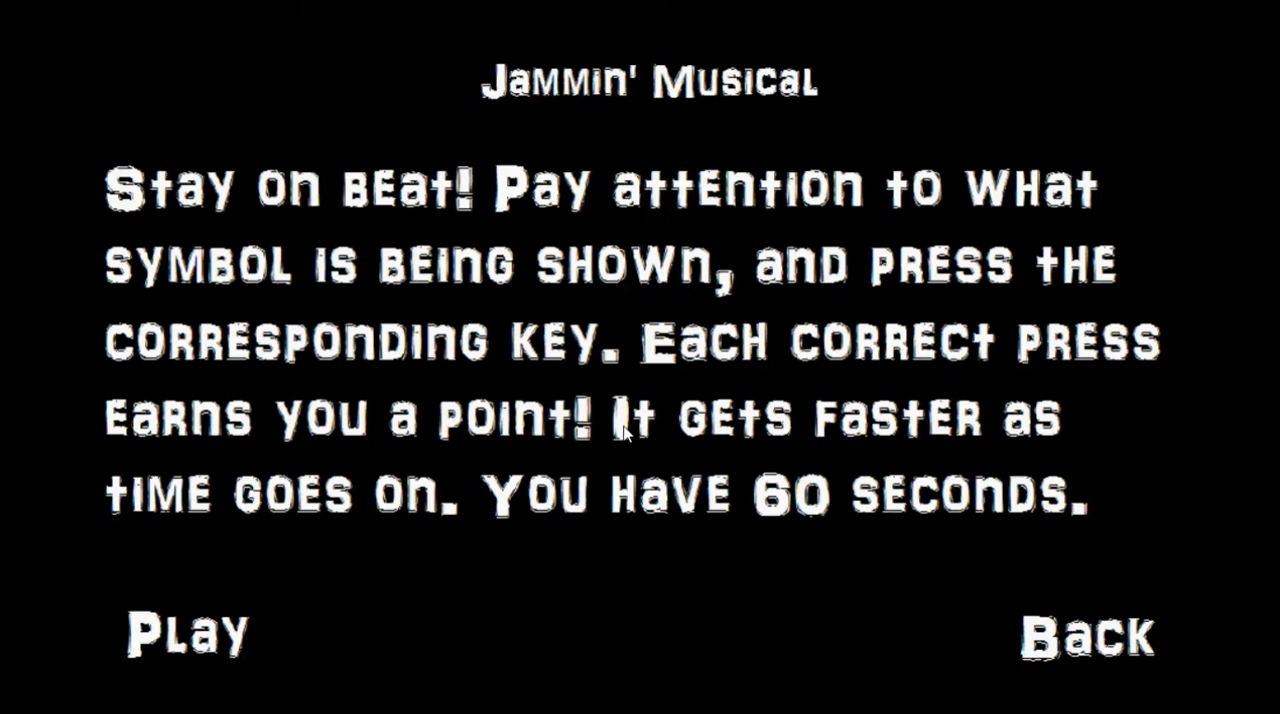 Jammin' Musical
Stay on beat! Pay attention to what
symbol is being shown, and press the
corresponding key. Each correct press
earns you a point! It gets faster as
time goes on. You have 60 seconds.
Play
Back